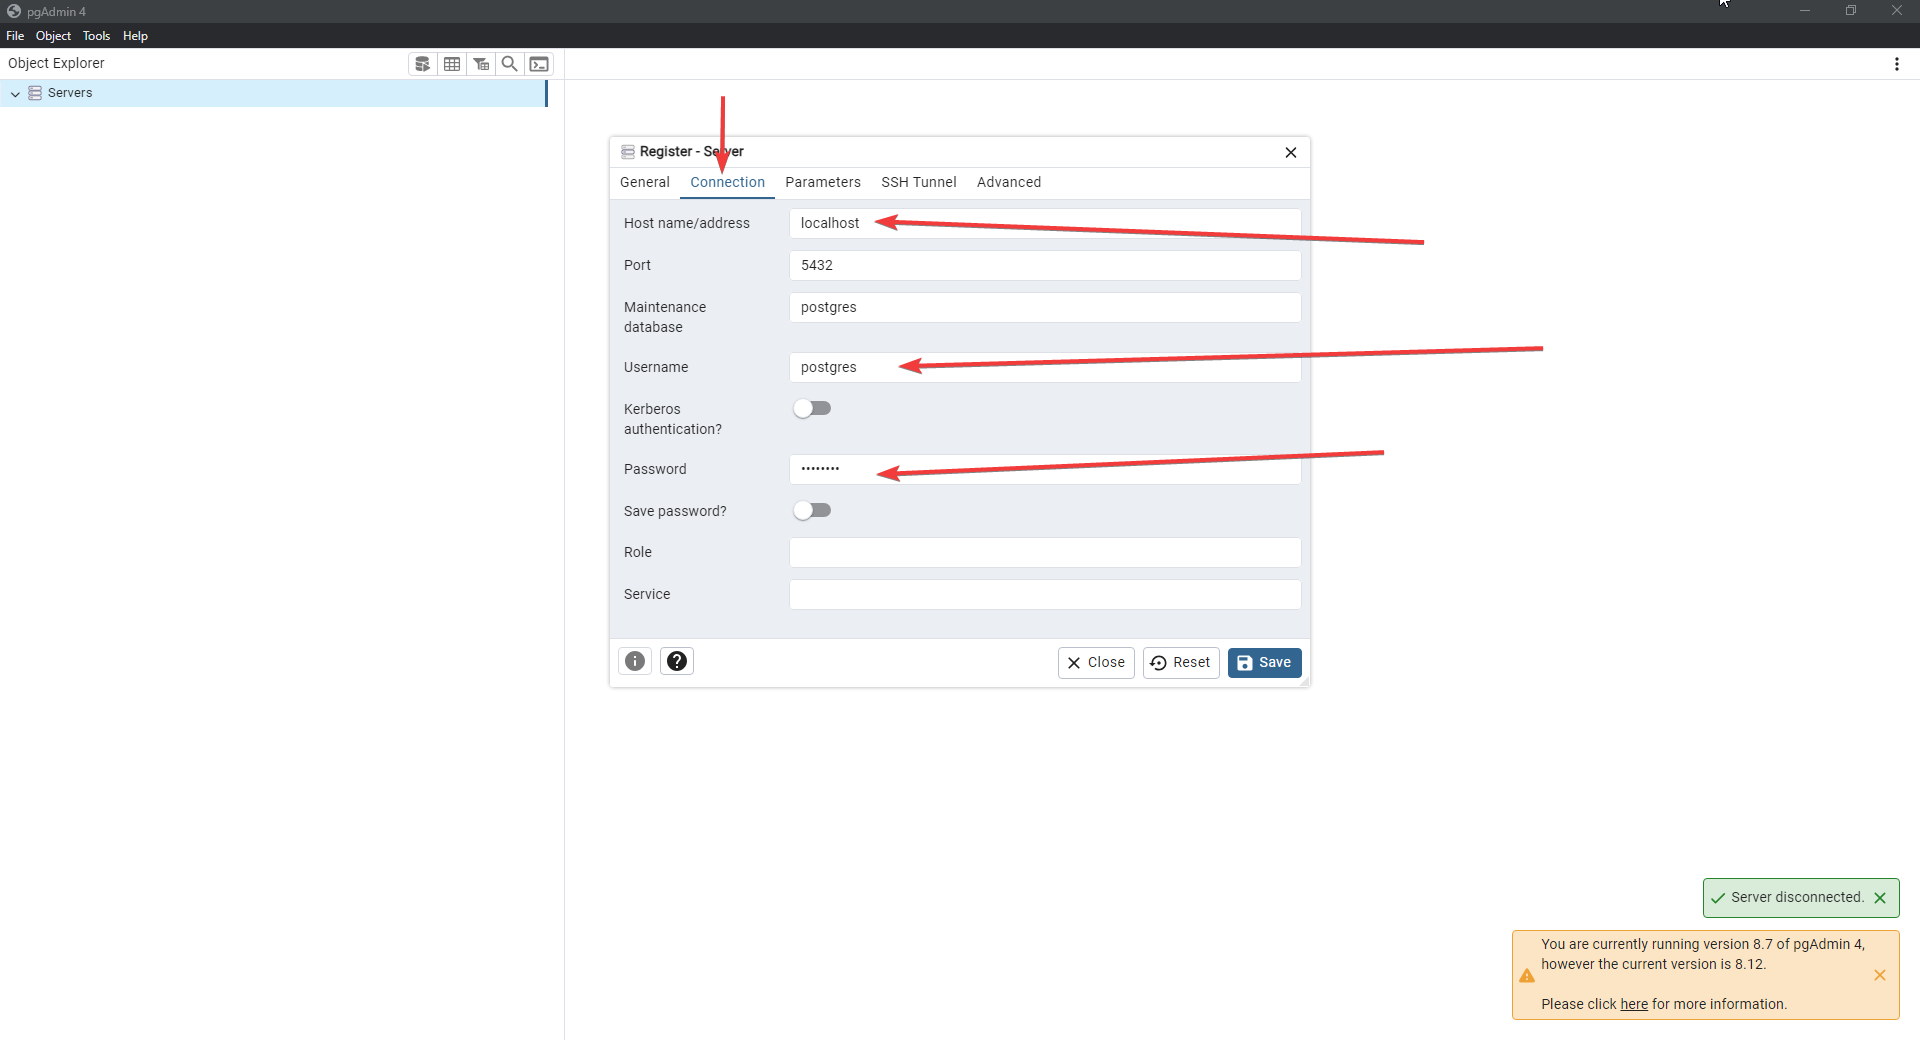 pgAdmin 4
File Object Tools Help
Object Explorer
Servers
Register - Server
General Connection Parameters SSH Tunnel Advanced
Host name/address localhost
Port 5432
Maintenance
database
postgres
Username postgres
Kerberos
authentication?
Password ••••••••
Save password?
Role
Service
Close Reset Save
Server disconnected.
You are currently running version 8.7 of pgAdmin 4,
however the current version is 8.12.
Please click here for more information.